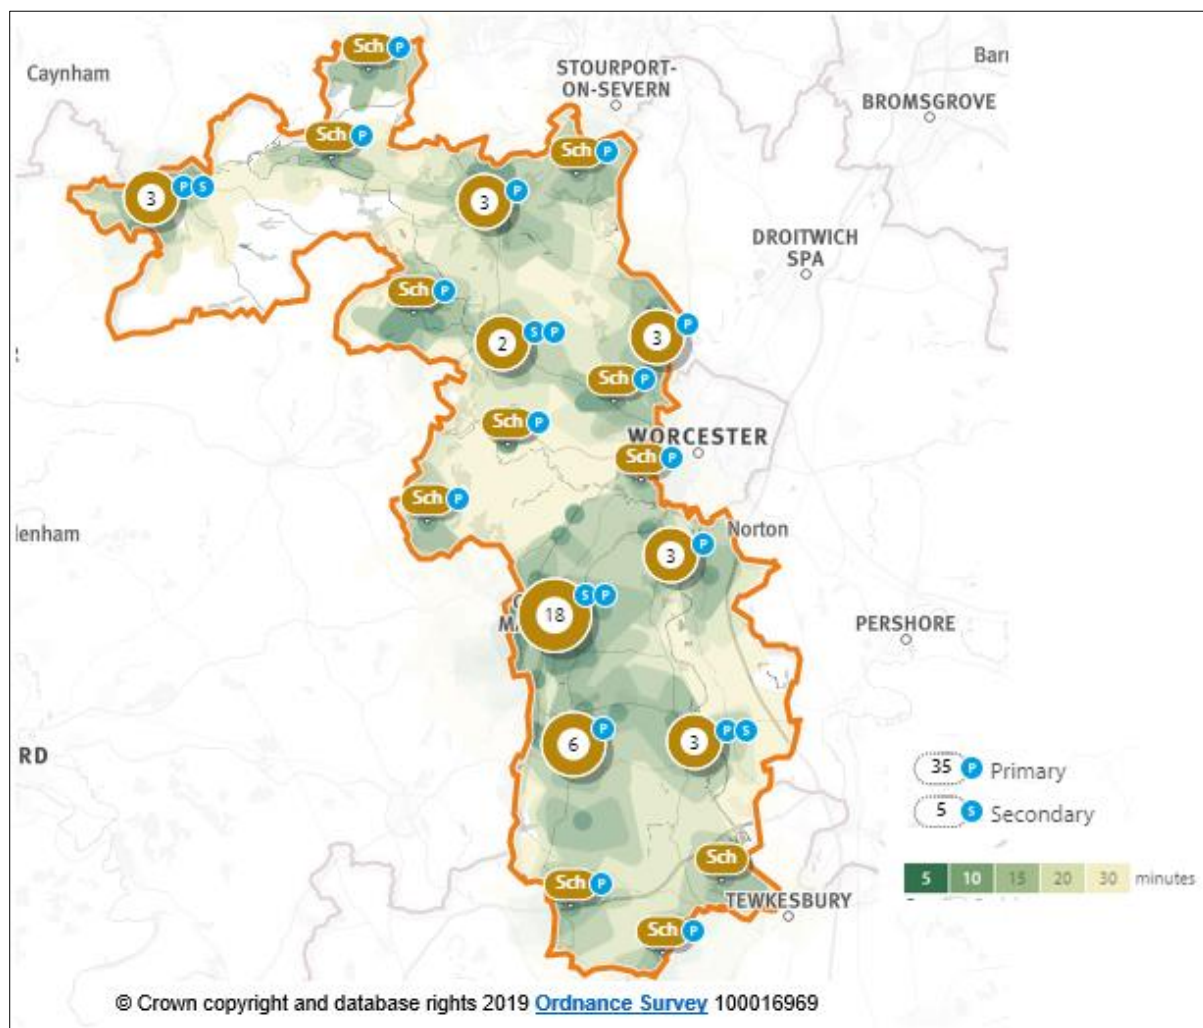 Sch P
Caynham
STOURPORT-
ON-SEVERN
Bar
BROMSGROVE
Sch P
Sch P
3 P S
3 P
DROITWICH
SPA
Sch P
2 S P
3 P
Sch P
Sch P
WORCESTER
Sch P
Sch P
lenham
Norton
3 P
18 S P
PERSHORE
6 P
3 P S
RD
35 P Primary
5 S Secondary
Sch
5 10 15 20 30 minutes
Sch P
TEWKESBURY
Sch P
© Crown copyright and database rights 2019 Ordnance Survey 100016969